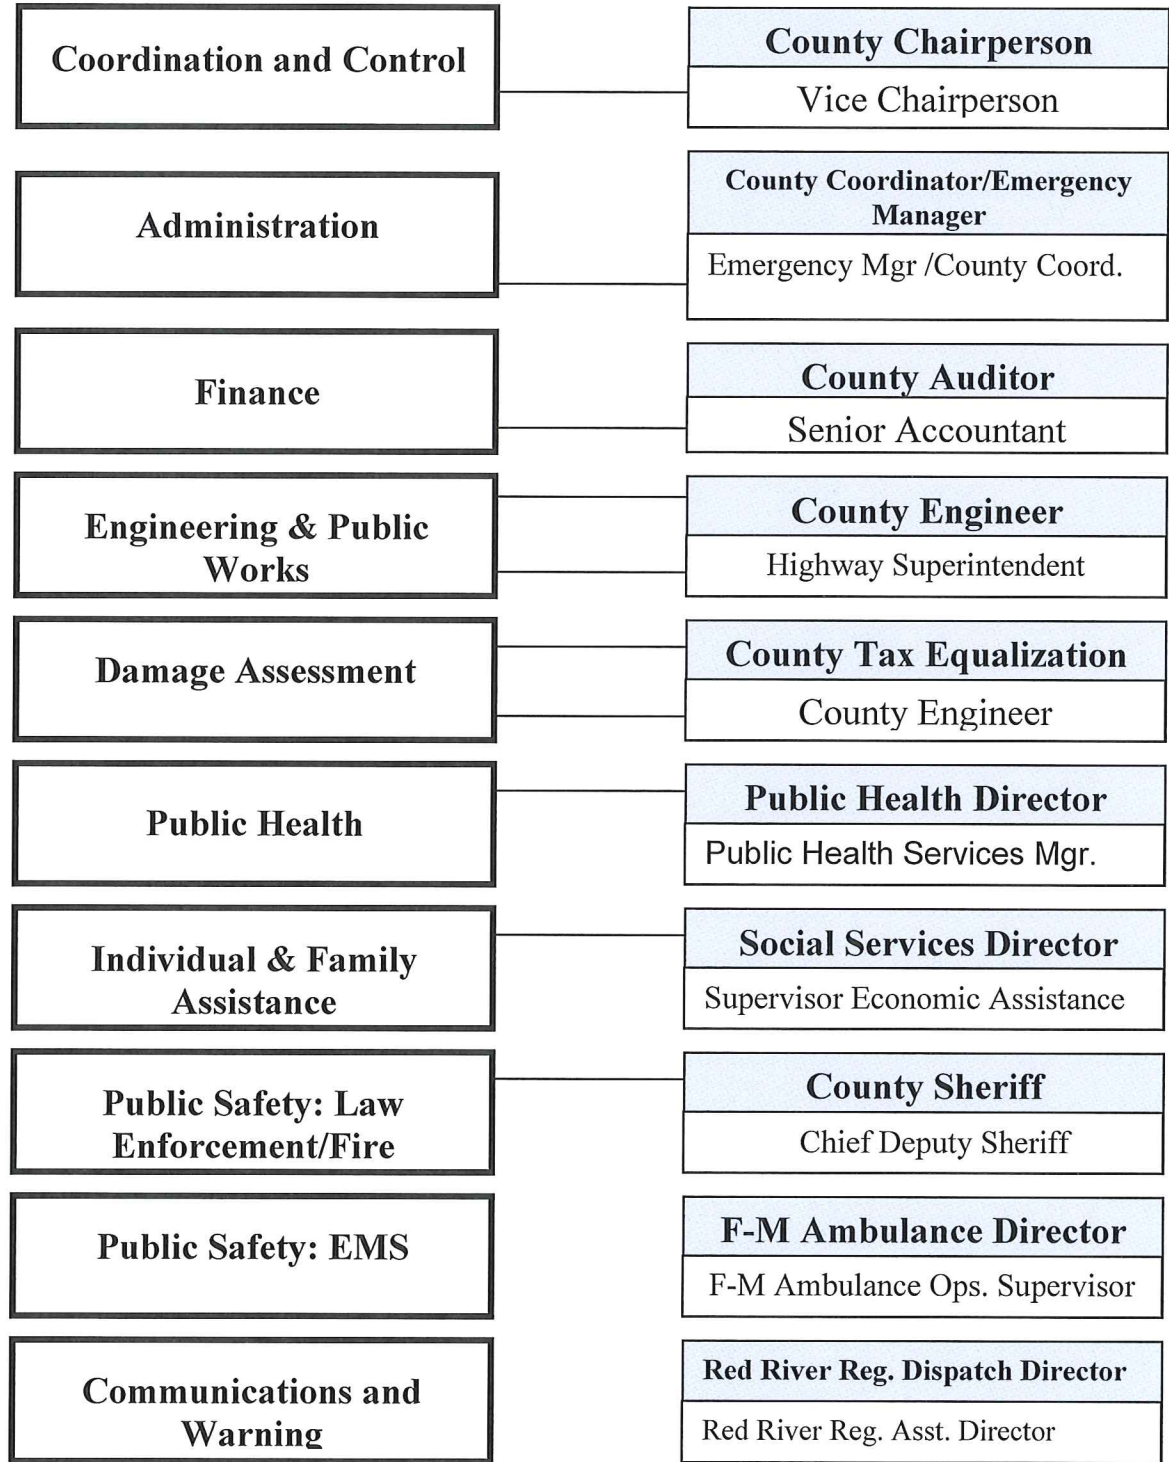 Coordination and Control
County Chairperson
Vice Chairperson
Administration
County Coordinator/Emergency
Manager
Emergency Mgr /County Coord.
Finance
County Auditor
Senior Accountant
Engineering & Public
Works
County Engineer
Highway Superintendent
Damage Assessment
County Tax Equalization
County Engineer
Public Health
Public Health Director
Public Health Services Mgr.
Individual & Family
Assistance
Social Services Director
Supervisor Economic Assistance
Public Safety: Law
Enforcement/Fire
County Sheriff
Chief Deputy Sheriff
Public Safety: EMS
F-M Ambulance Director
F-M Ambulance Ops. Supervisor
Communications and
Warning
Red River Reg. Dispatch Director
Red River Reg. Asst. Director